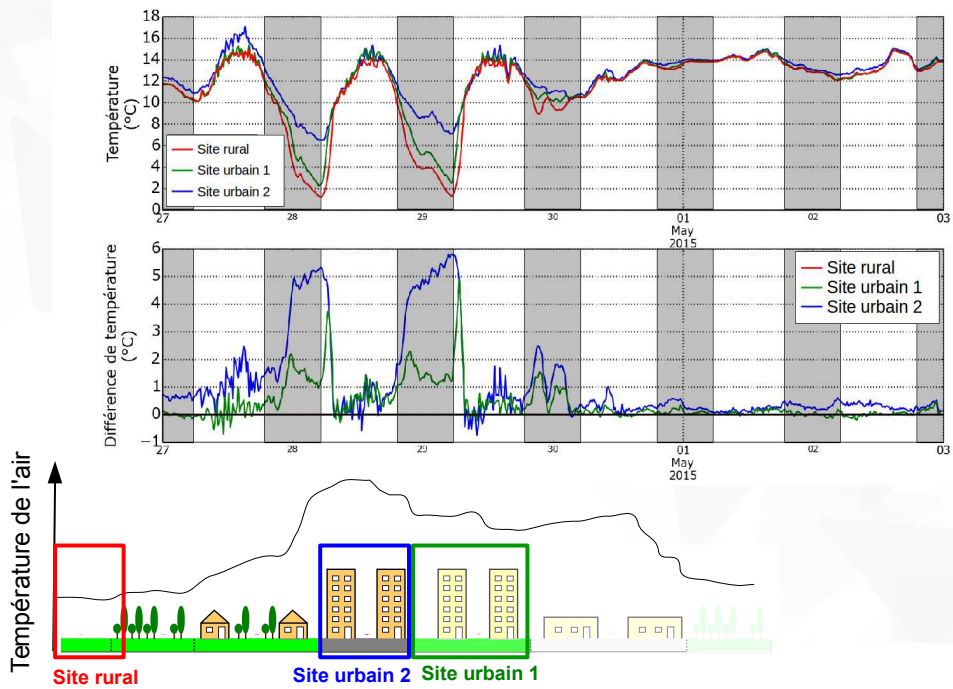 Température
(°C)
18
16
14
12
10
8
6
4
2
0
Site rural
Site urbain 1
Site urbain 2
27
28
29
30
01
02
03
May
2015
Différence de température
(°C)
6
5
4
3
2
1
0
−1
Site rural
Site urbain 1
Site urbain 2
27
28
29
30
01
02
03
May
2015
Température de l'air
Site rural
Site urbain 2
Site urbain 1